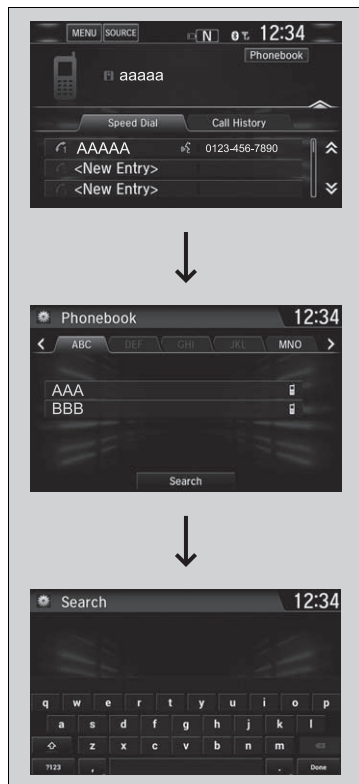 MENU SOURCE N 12:34
Phonebook
aaaaa
Speed Dial Call History
AAAAA 0123-456-7890
<New Entry>
<New Entry>
Phonebook 12:34
ABC DEF GHI JKL MNO
AAA
BBB
Search
Search 12:34
q w e r t y u i o p
a s d f g h j k l
z x c v b n m
?123 , . Done